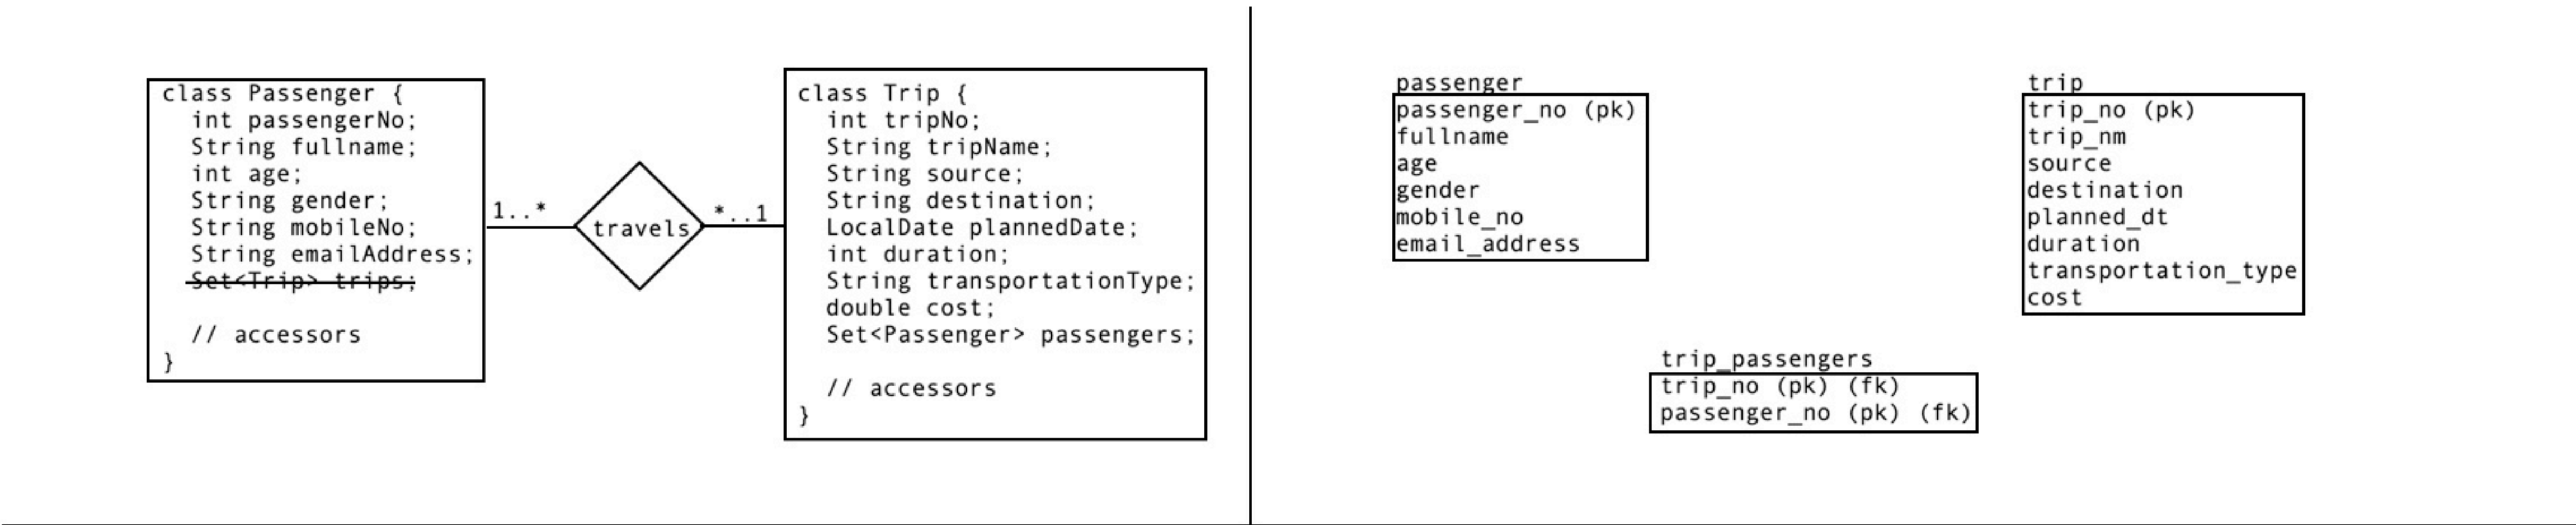 class Passenger {
int passengerNo;
String fullname;
int age;
String gender;
String mobileNo;
String emailAddress;
Set<Trip> trips;
// accessors
}
1..*
travels
*..1
class Trip {
int tripNo;
String tripName;
String source;
String destination;
LocalDate plannedDate;
int duration;
String transportationType;
double cost;
Set<Passenger> passengers;
// accessors
}
passenger
passenger_no (pk)
fullname
age
gender
mobile_no
email_address
trip
trip_no (pk)
trip_nm
source
destination
planned_dt
duration
transportation_type
cost
trip_passengers
trip_no (pk) (fk)
passenger_no (pk) (fk)